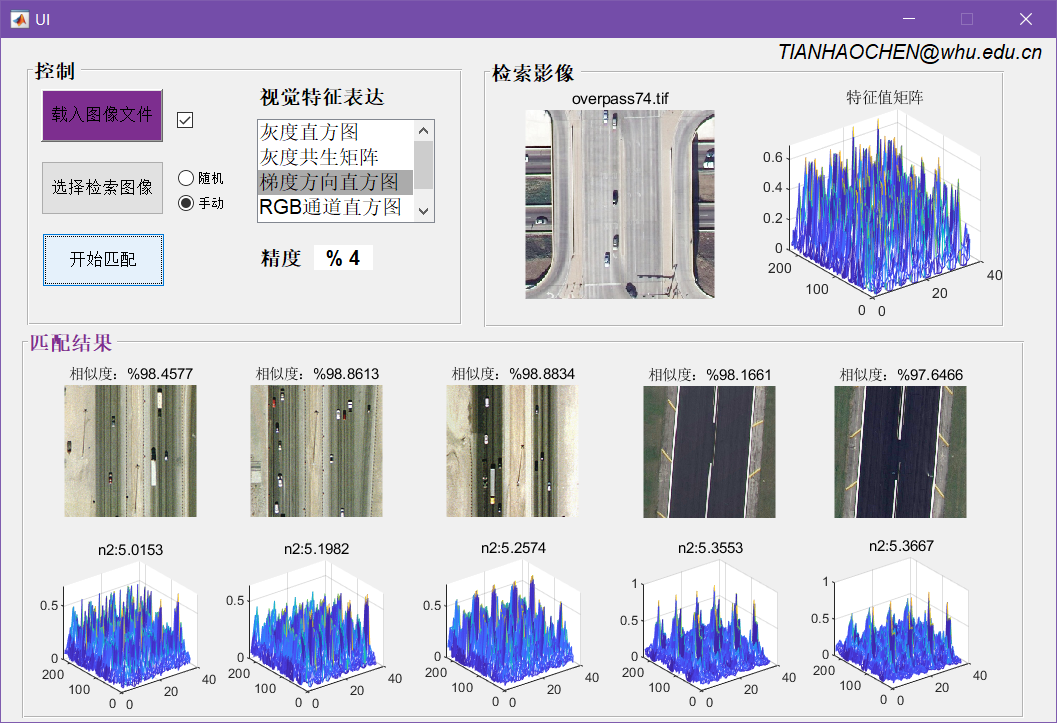 UI
TIANHAOCHEN@whu.edu.cn
控制
载入图像文件
选择检索图像
随机
手动
开始匹配
视觉特征表达
灰度直方图
灰度共生矩阵
梯度方向直方图
RGB通道直方图
精度 % 4
检索影像
overpass74.tif
特征值矩阵
0.6
0.4
0.2
0
200
100
0
0
20
40
匹配结果
相似度：%98.4577
相似度：%98.8613
相似度：%98.8834
相似度：%98.1661
相似度：%97.6466
n2:5.0153
0.5
0
200
100
0
0
20
40
n2:5.1982
0.5
0
200
100
0
0
20
40
n2:5.2574
0.5
0
200
100
0
0
20
40
n2:5.3553
1
0.5
0
200
100
0
0
20
40
n2:5.3667
1
0.5
0
200
100
0
0
20
40